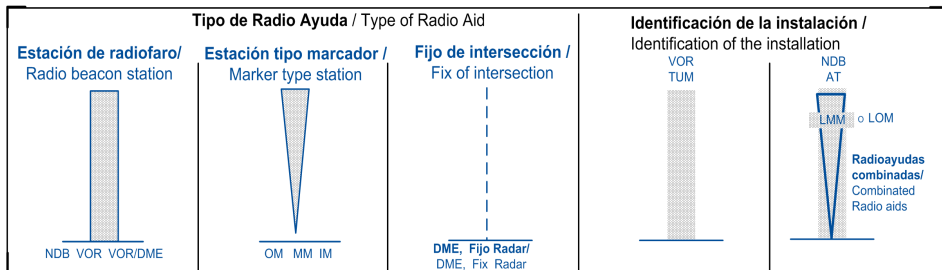 Tipo de Radio Ayuda / Type of Radio Aid
Estación de radiofaro/
Radio beacon station
NDB VOR VOR/DME
Estación tipo marcador /
Marker type station
OM MM IM
Fijo de intersección /
Fix of intersection
DME, Fijo Radar/
DME, Fix Radar
Identificación de la instalación /
Identification of the installation
VOR
TUM
NDB
AT
LMM o LOM
Radioayudas
combinadas/
Combined
Radio aids